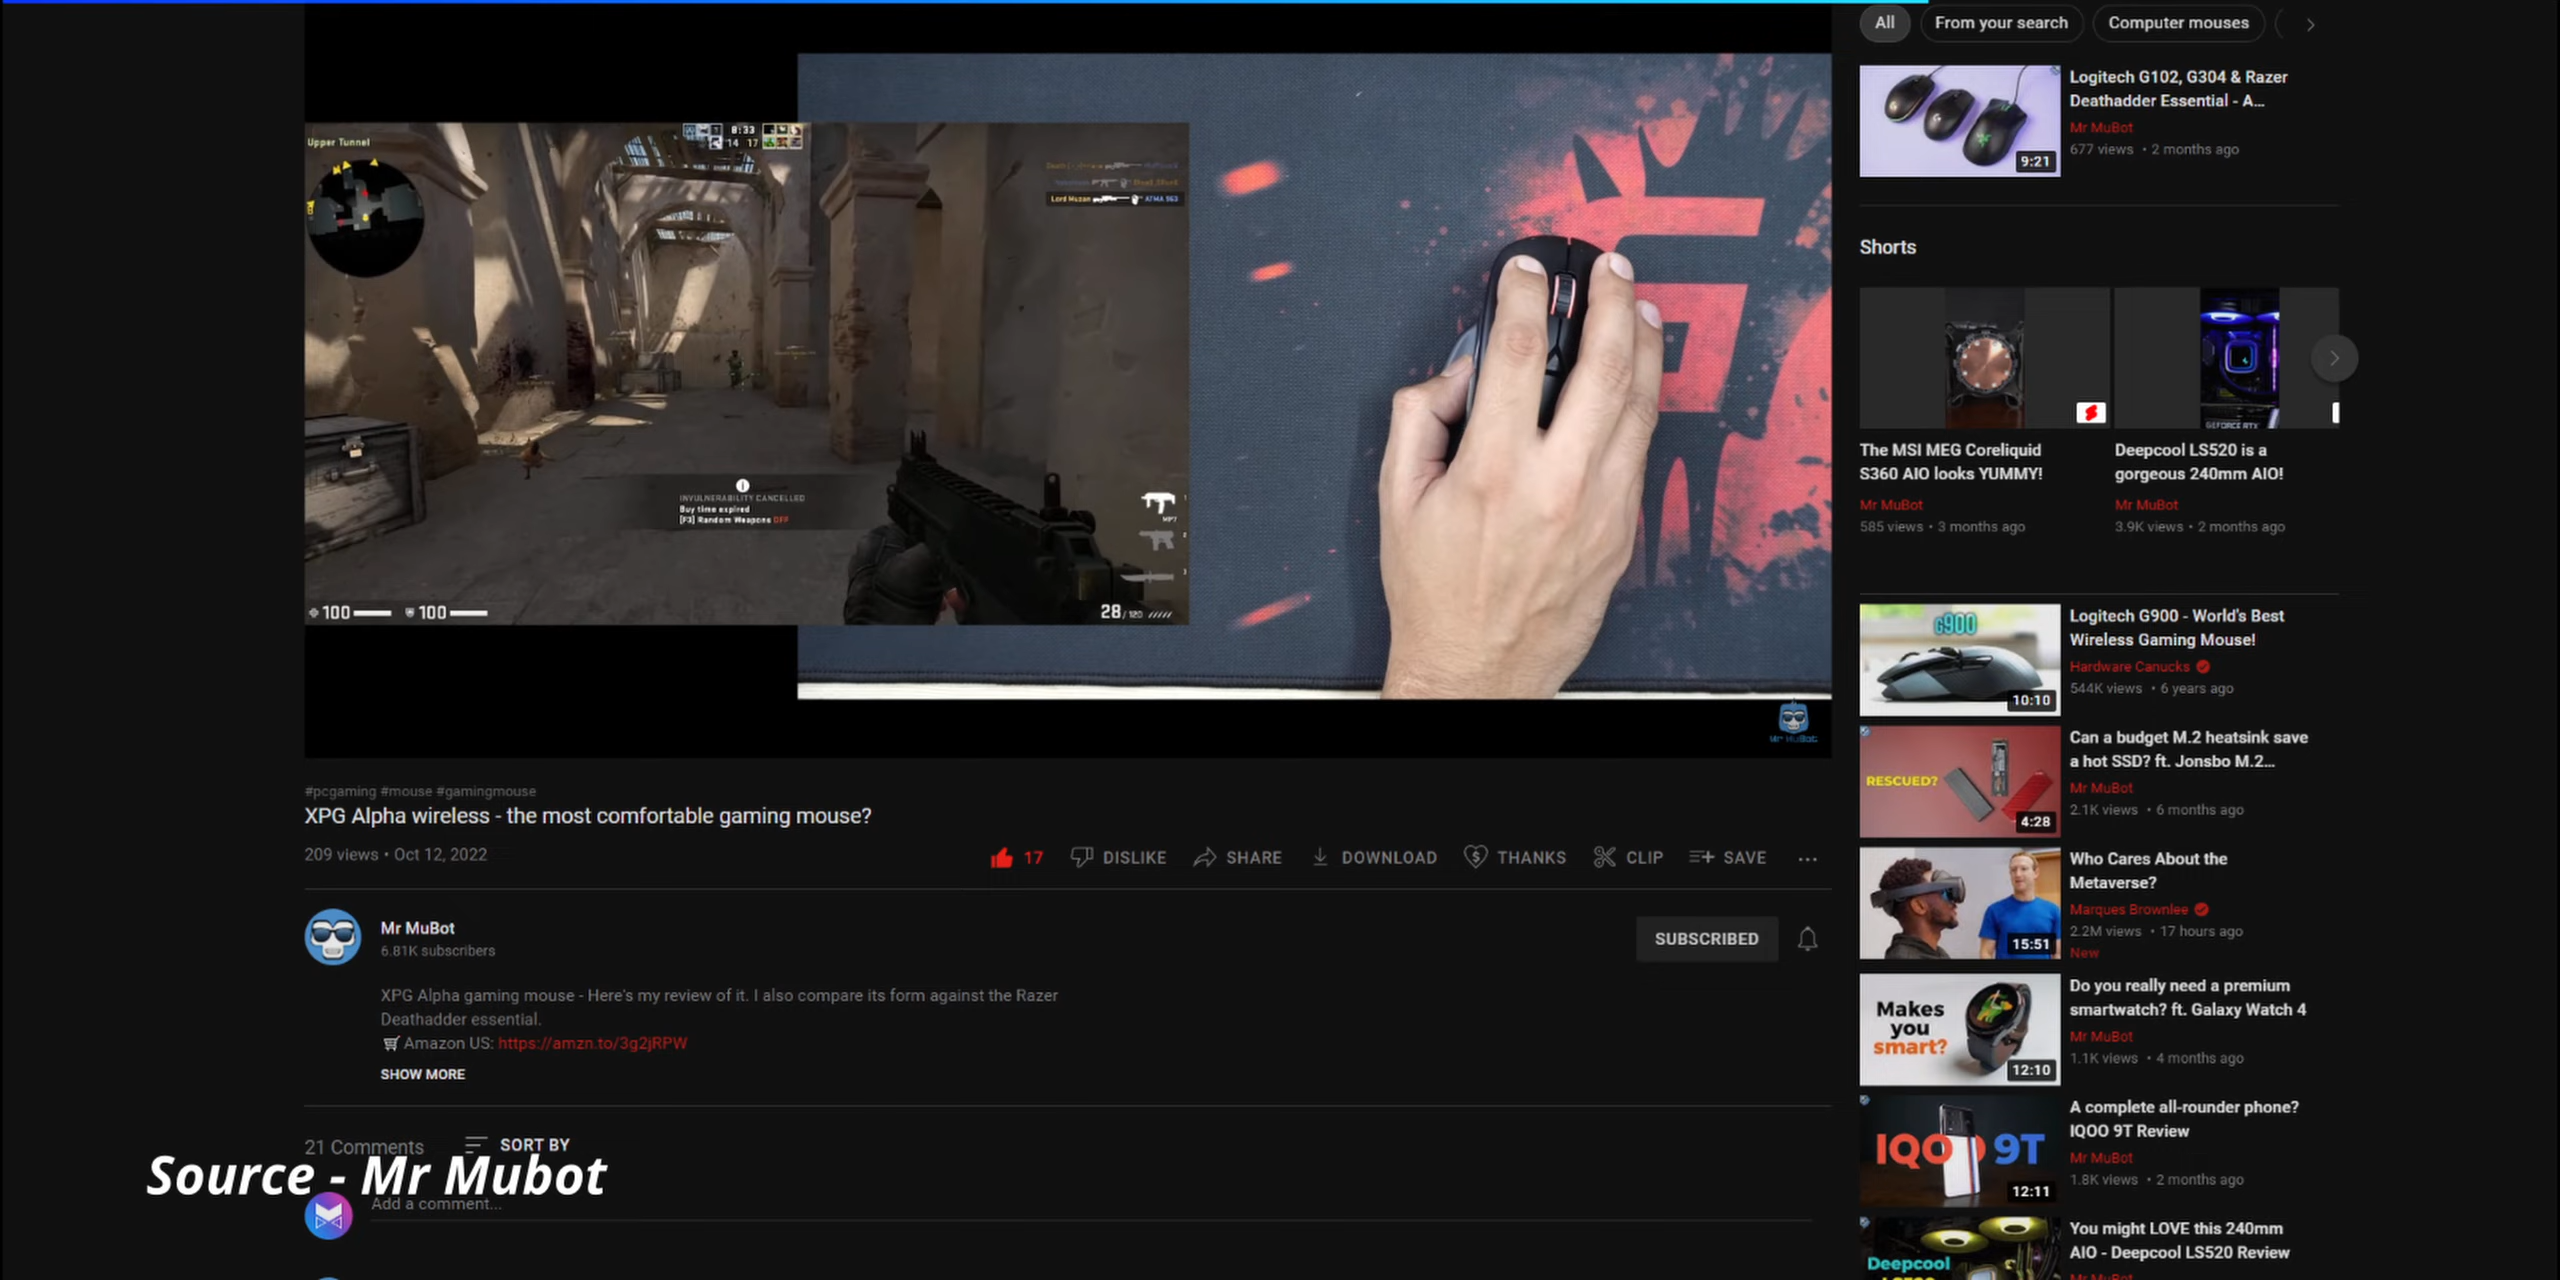 Upper Tunnel
8:33
14 17
Lord Muzan ATMA 963
INVULNERABILITY CANCELLED
Buy time expired
[F3] Random Weapons OFF
MP7
100 100
28/120
Mr MuBot
#pcgaming #mouse #gamingmouse
XPG Alpha wireless - the most comfortable gaming mouse?
209 views • Oct 12, 2022
17 DISLIKE SHARE DOWNLOAD THANKS CLIP SAVE ...
Mr MuBot
6.81K subscribers
SUBSCRIBED
XPG Alpha gaming mouse - Here's my review of it. I also compare its form against the Razer
Deathadder essential.
Amazon US: https://amzn.to/3g2jRPW
SHOW MORE
21 Comments SORT BY
Source - Mr Mubot
Add a comment...
All From your search Computer mouses
9:21
Logitech G102, G304 & Razer
Deathadder Essential - A...
Mr MuBot
677 views • 2 months ago
Shorts
GEFORCE RTX
The MSI MEG Coreliquid
S360 AIO looks YUMMY!
Mr MuBot
585 views • 3 months ago
Deepcool LS520 is a
gorgeous 240mm AIO!
Mr MuBot
3.9K views • 2 months ago
G900
10:10
Logitech G900 - World's Best
Wireless Gaming Mouse!
Hardware Canucks
544K views • 6 years ago
RESCUED?
4:28
Can a budget M.2 heatsink save
a hot SSD? ft. Jonsbo M.2...
Mr MuBot
2.1K views • 6 months ago
15:51
Who Cares About the
Metaverse?
Marques Brownlee
2.2M views • 17 hours ago
New
Makes
you
smart?
12:10
Do you really need a premium
smartwatch? ft. Galaxy Watch 4
Mr MuBot
1.1K views • 4 months ago
IQOO 9T
12:11
A complete all-rounder phone?
IQOO 9T Review
Mr MuBot
1.8K views • 2 months ago
Deepcool
You might LOVE this 240mm
AIO - Deepcool LS520 Review